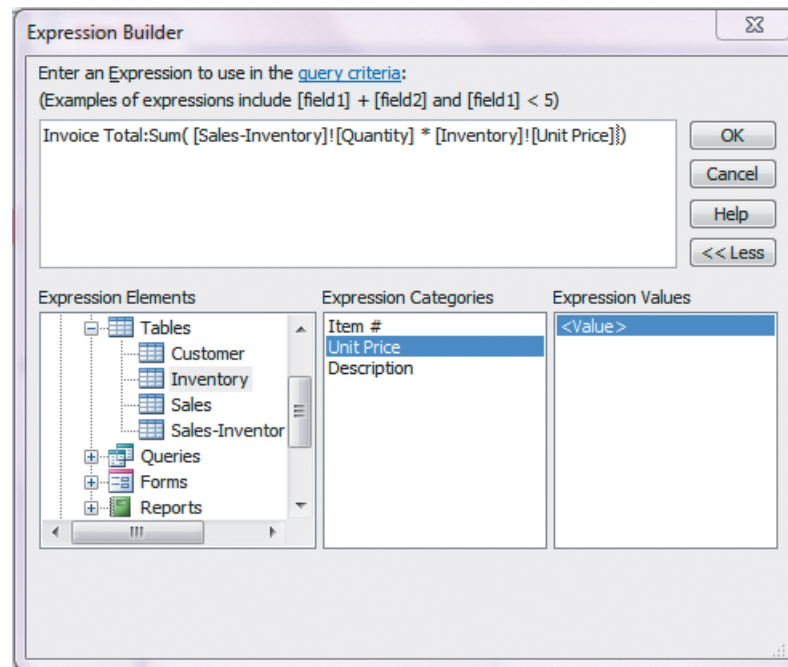 Expression Builder
Enter an Expression to use in the query criteria:
(Examples of expressions include [field1] + [field2] and [field1] < 5)
Invoice Total:Sum( [Sales-Inventory]![Quantity] * [Inventory]![Unit Price])
OK
Cancel
Help
<< Less
Expression Elements
Tables
Customer
Inventory
Sales
Sales-Inventor
Queries
Forms
Reports
Expression Categories
Item #
Unit Price
Description
Expression Values
<Value>